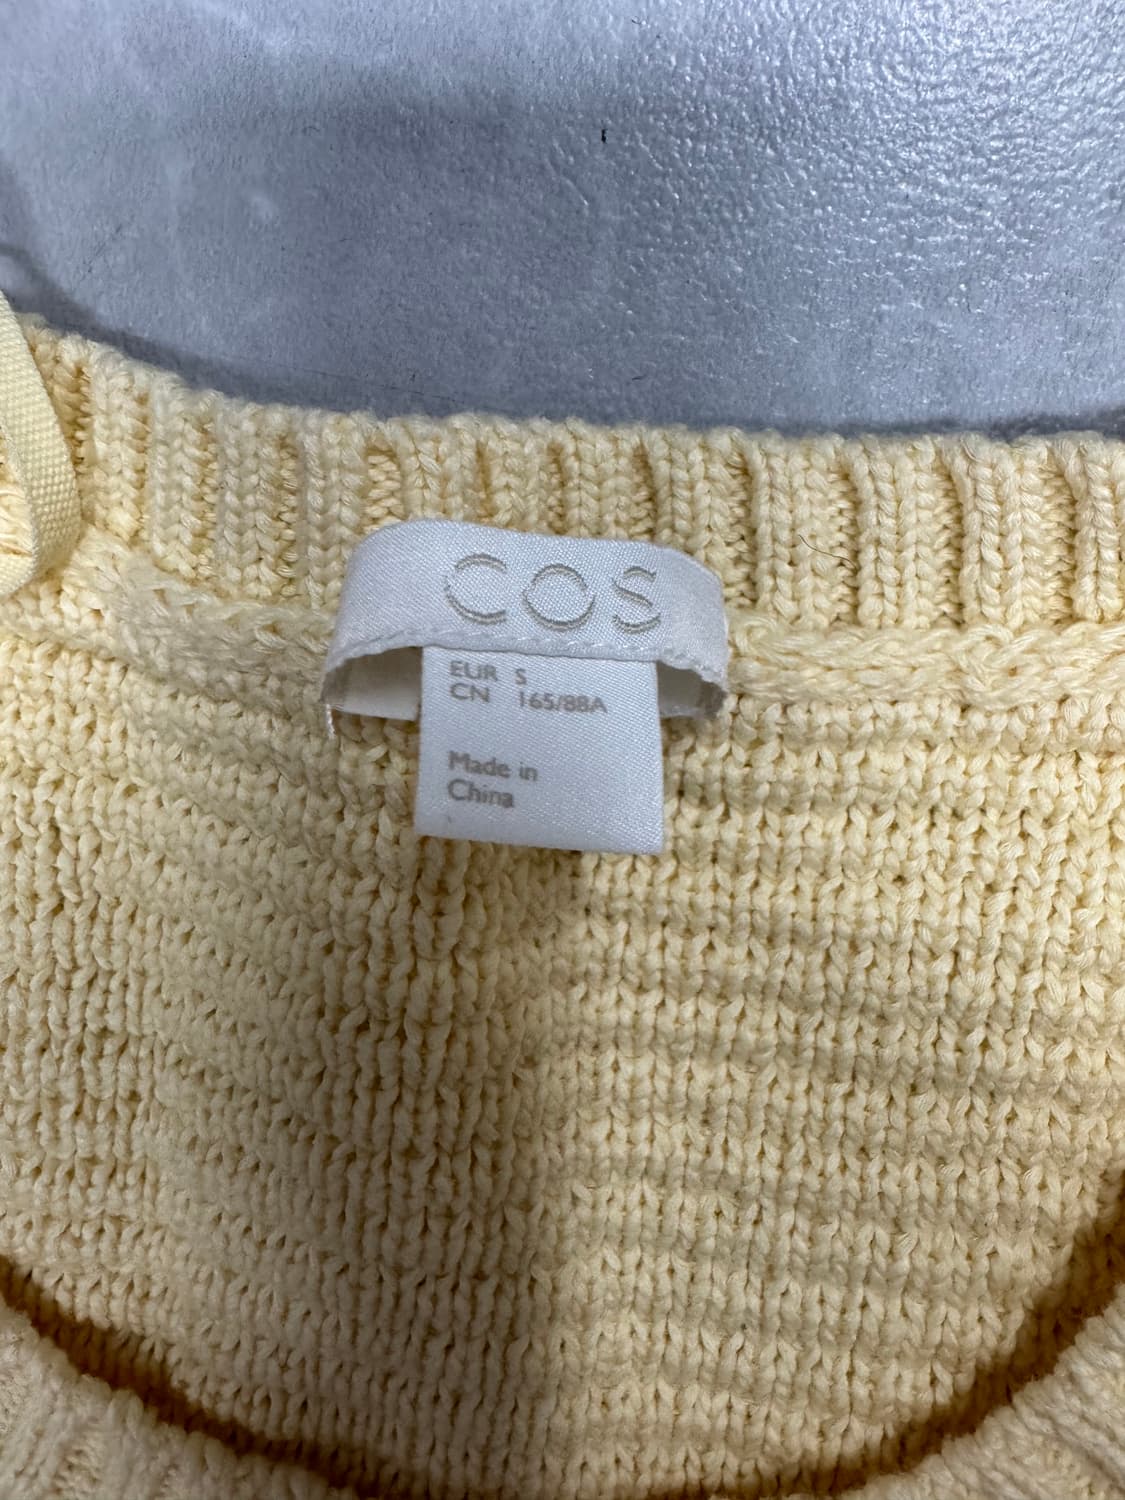 COS
EUR S
CN 165/88A
Made in
China